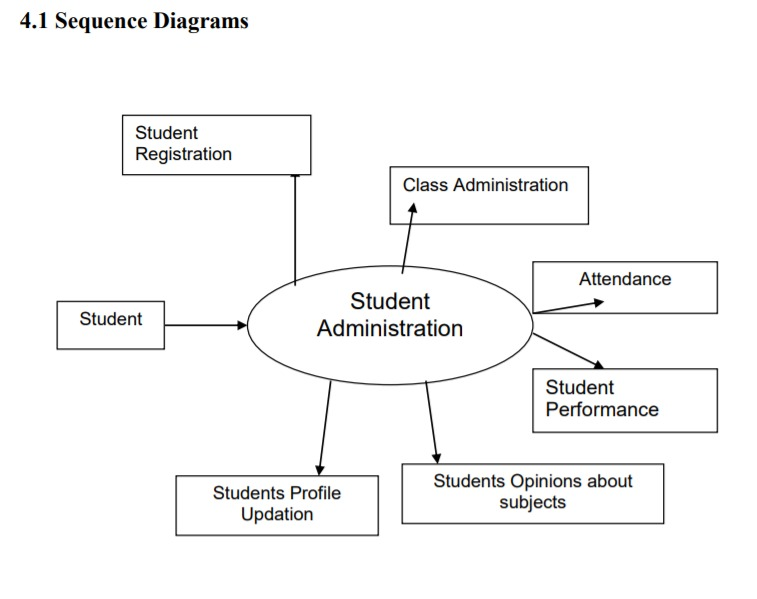 4.1 Sequence Diagrams
Student
Registration
Class Administration
Attendance
Student
Administration
Student
Student
Performance
Students Profile
Updation
Students Opinions about
subjects